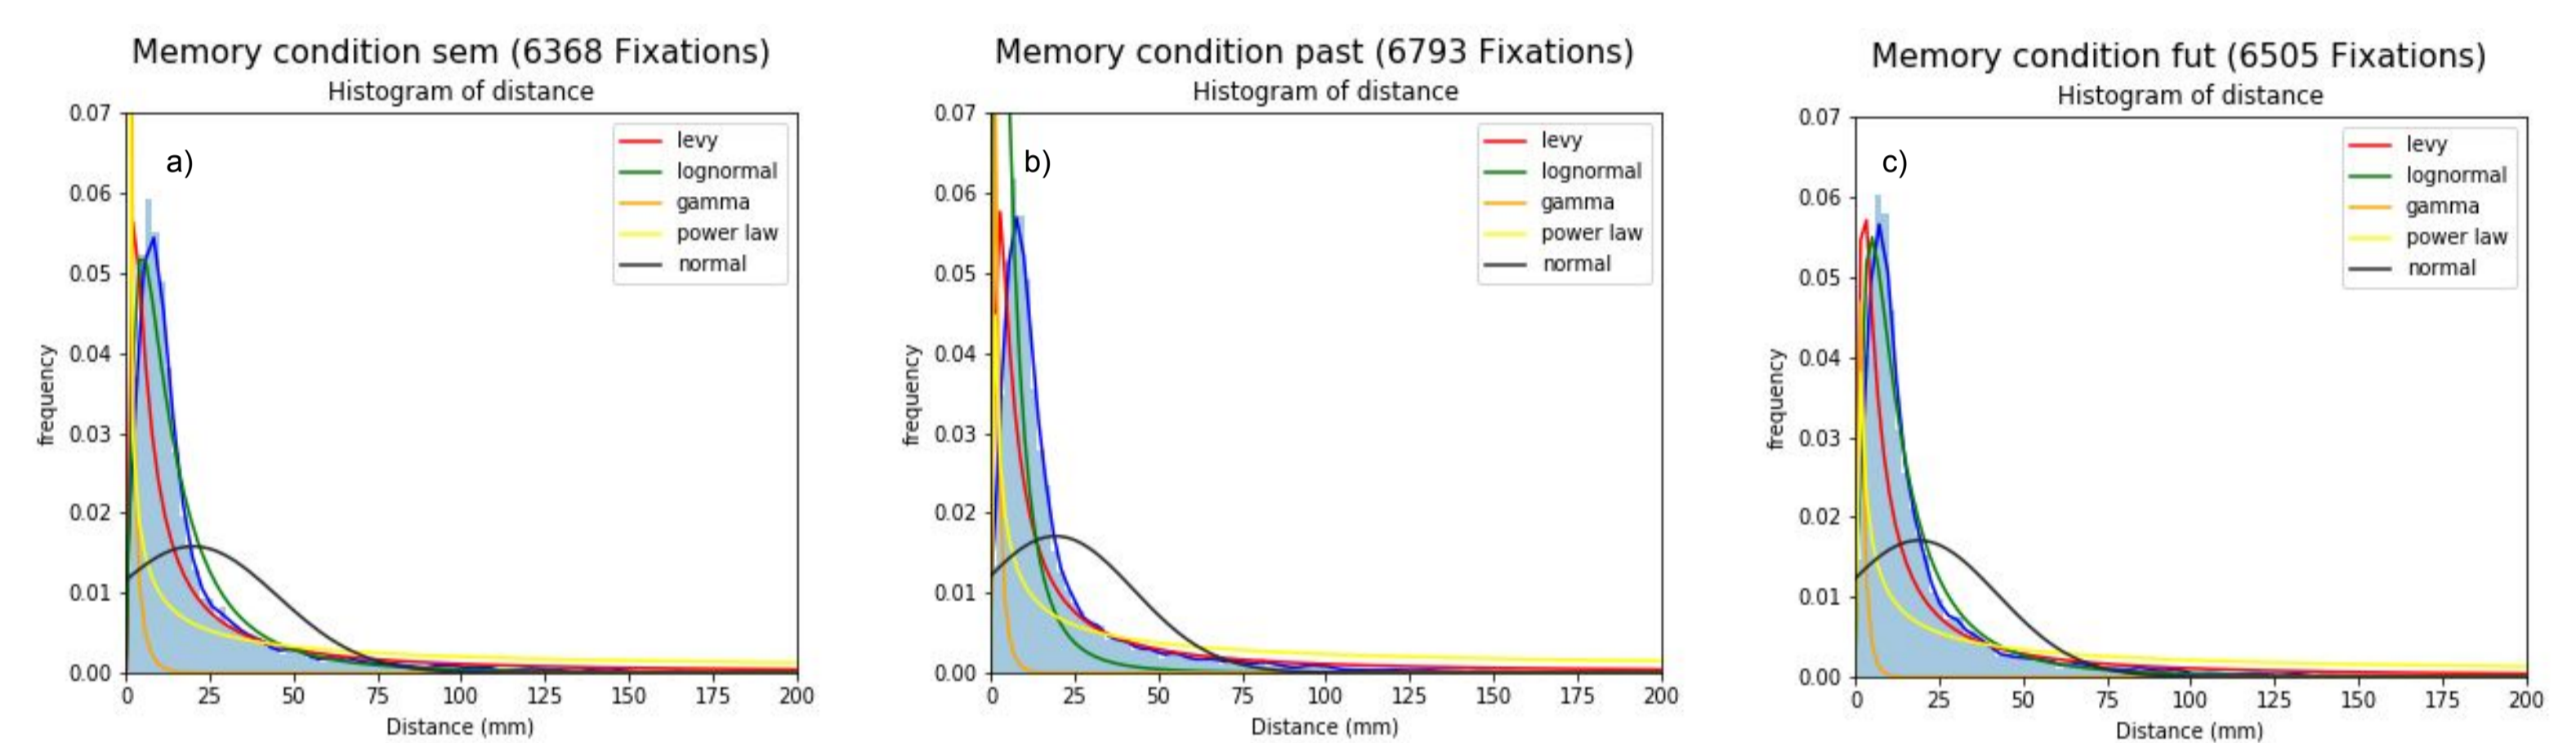 Memory condition sem (6368 Fixations)
Histogram of distance
a)
levy
lognormal
gamma
power law
normal
0.07
0.06
0.05
0.04
0.03
0.02
0.01
0.00
frequency
0 25 50 75 100 125 150 175 200
Distance (mm)
Memory condition past (6793 Fixations)
Histogram of distance
b)
levy
lognormal
gamma
power law
normal
0.07
0.06
0.05
0.04
0.03
0.02
0.01
0.00
frequency
0 25 50 75 100 125 150 175 200
Distance (mm)
Memory condition fut (6505 Fixations)
Histogram of distance
c)
levy
lognormal
gamma
power law
normal
0.07
0.06
0.05
0.04
0.03
0.02
0.01
0.00
frequency
0 25 50 75 100 125 150 175 200
Distance (mm)